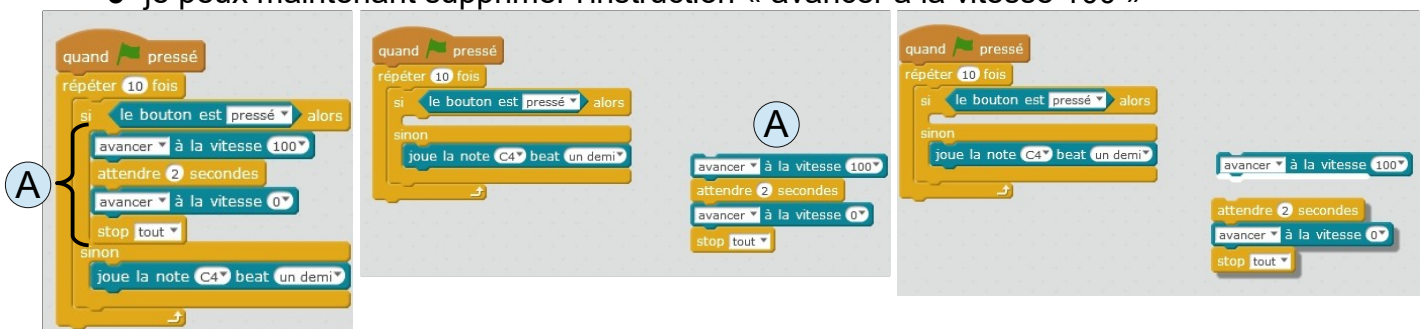 je peux maintenant supprimer l'instruction « avancer à la vitesse 100 »
quand pressé
répéter 10 fois
si le bouton est pressé alors
A
avancer à la vitesse 100
attendre 2 secondes
avancer à la vitesse 0
stop tout
sinon
joue la note C4 beat un demi
quand pressé
répéter 10 fois
si le bouton est pressé alors
sinon
joue la note C4 beat un demi
A
avancer à la vitesse 100
attendre 2 secondes
avancer à la vitesse 0
stop tout
quand pressé
répéter 10 fois
si le bouton est pressé alors
sinon
joue la note C4 beat un demi
avancer à la vitesse 100
attendre 2 secondes
avancer à la vitesse 0
stop tout